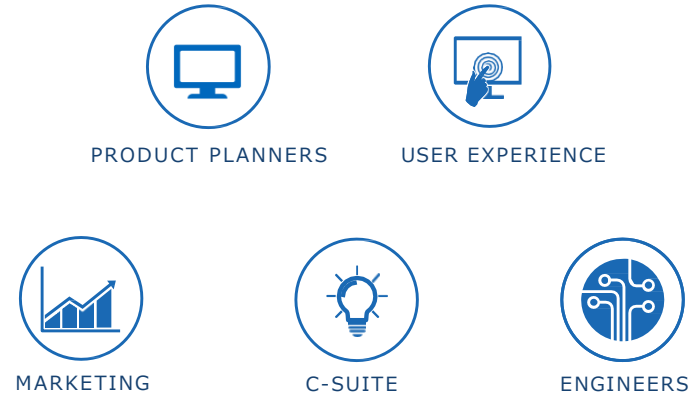 PRODUCT PLANNERS
USER EXPERIENCE
MARKETING
C-SUITE
ENGINEERS